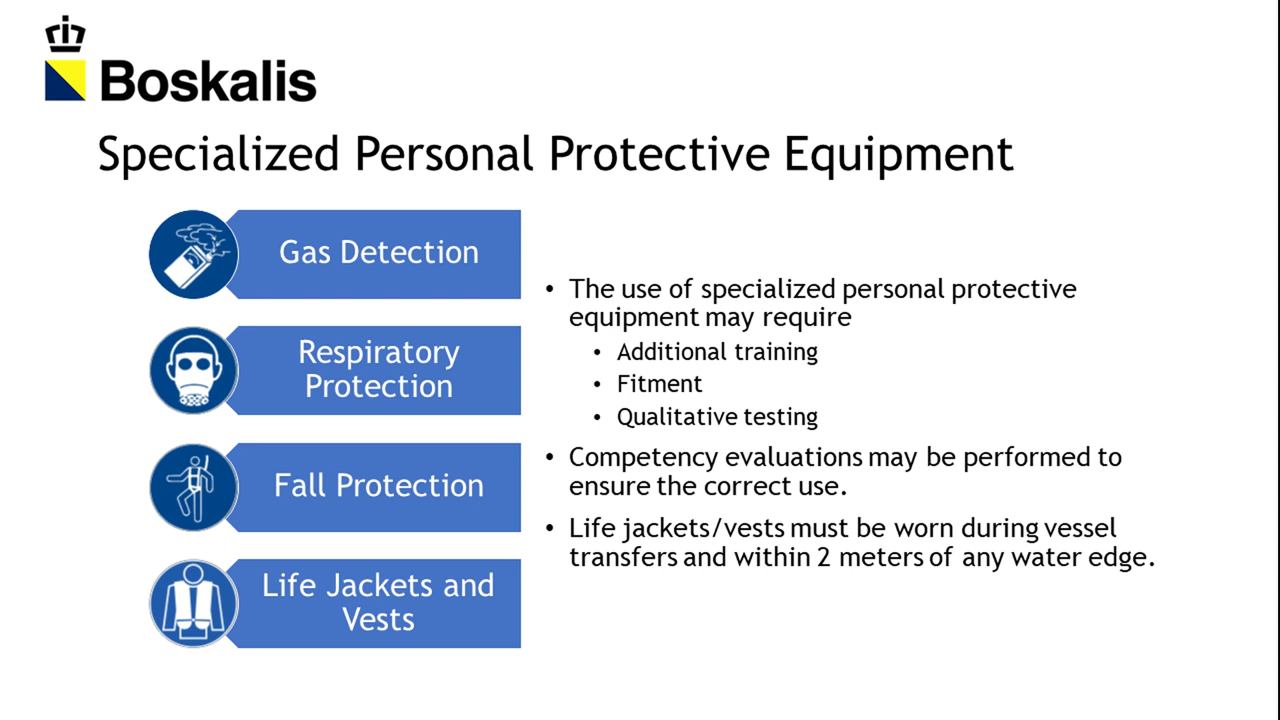 Boskalis
Specialized Personal Protective Equipment
Gas Detection
Respiratory
Protection
Fall Protection
Life Jackets and
Vests
• The use of specialized personal protective
equipment may require
• Additional training
• Fitment
• Qualitative testing
• Competency evaluations may be performed to
ensure the correct use.
• Life jackets/vests must be worn during vessel
transfers and within 2 meters of any water edge.